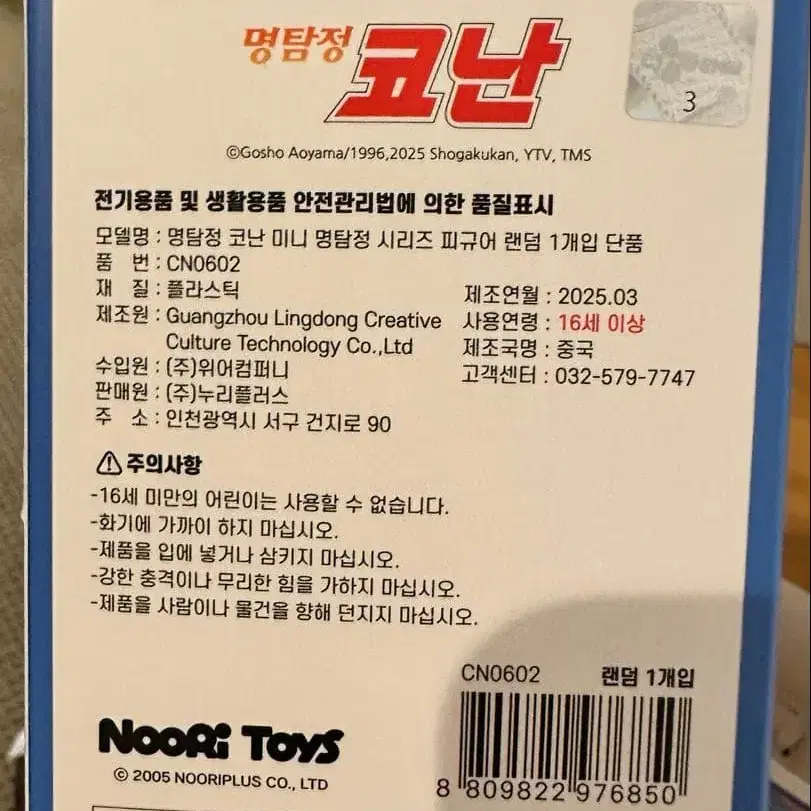 명탐정
코난
3
©Gosho Aoyama/1996,2025 Shogakukan, YTV, TMS
전기용품 및 생활용품 안전관리법에 의한 품질표시
모델명 : 명탐정 코난 미니 명탐정 시리즈 피규어 랜덤 1개입 단품
품 번 : CN0602
재 질 : 플라스틱
제조원 : Guangzhou Lingdong Creative
Culture Technology Co.,Ltd
수입원 : (주)위어컴퍼니
판매원 : (주)누리플러스
주 소 : 인천광역시 서구 건지로 90
제조연월 : 2025.03
사용연령 : 16세 이상
제조국명 : 중국
고객센터 : 032-579-7747
주의사항
-16세 미만의 어린이는 사용할 수 없습니다.
-화기에 가까이 하지 마십시오.
-제품을 입에 넣거나 삼키지 마십시오.
-강한 충격이나 무리한 힘을 가하지 마십시오.
-제품을 사람이나 물건을 향해 던지지 마십시오.
CN0602 랜덤 1개입
NooRi Toys
© 2005 NOORIPLUS CO., LTD
8 809822 976850